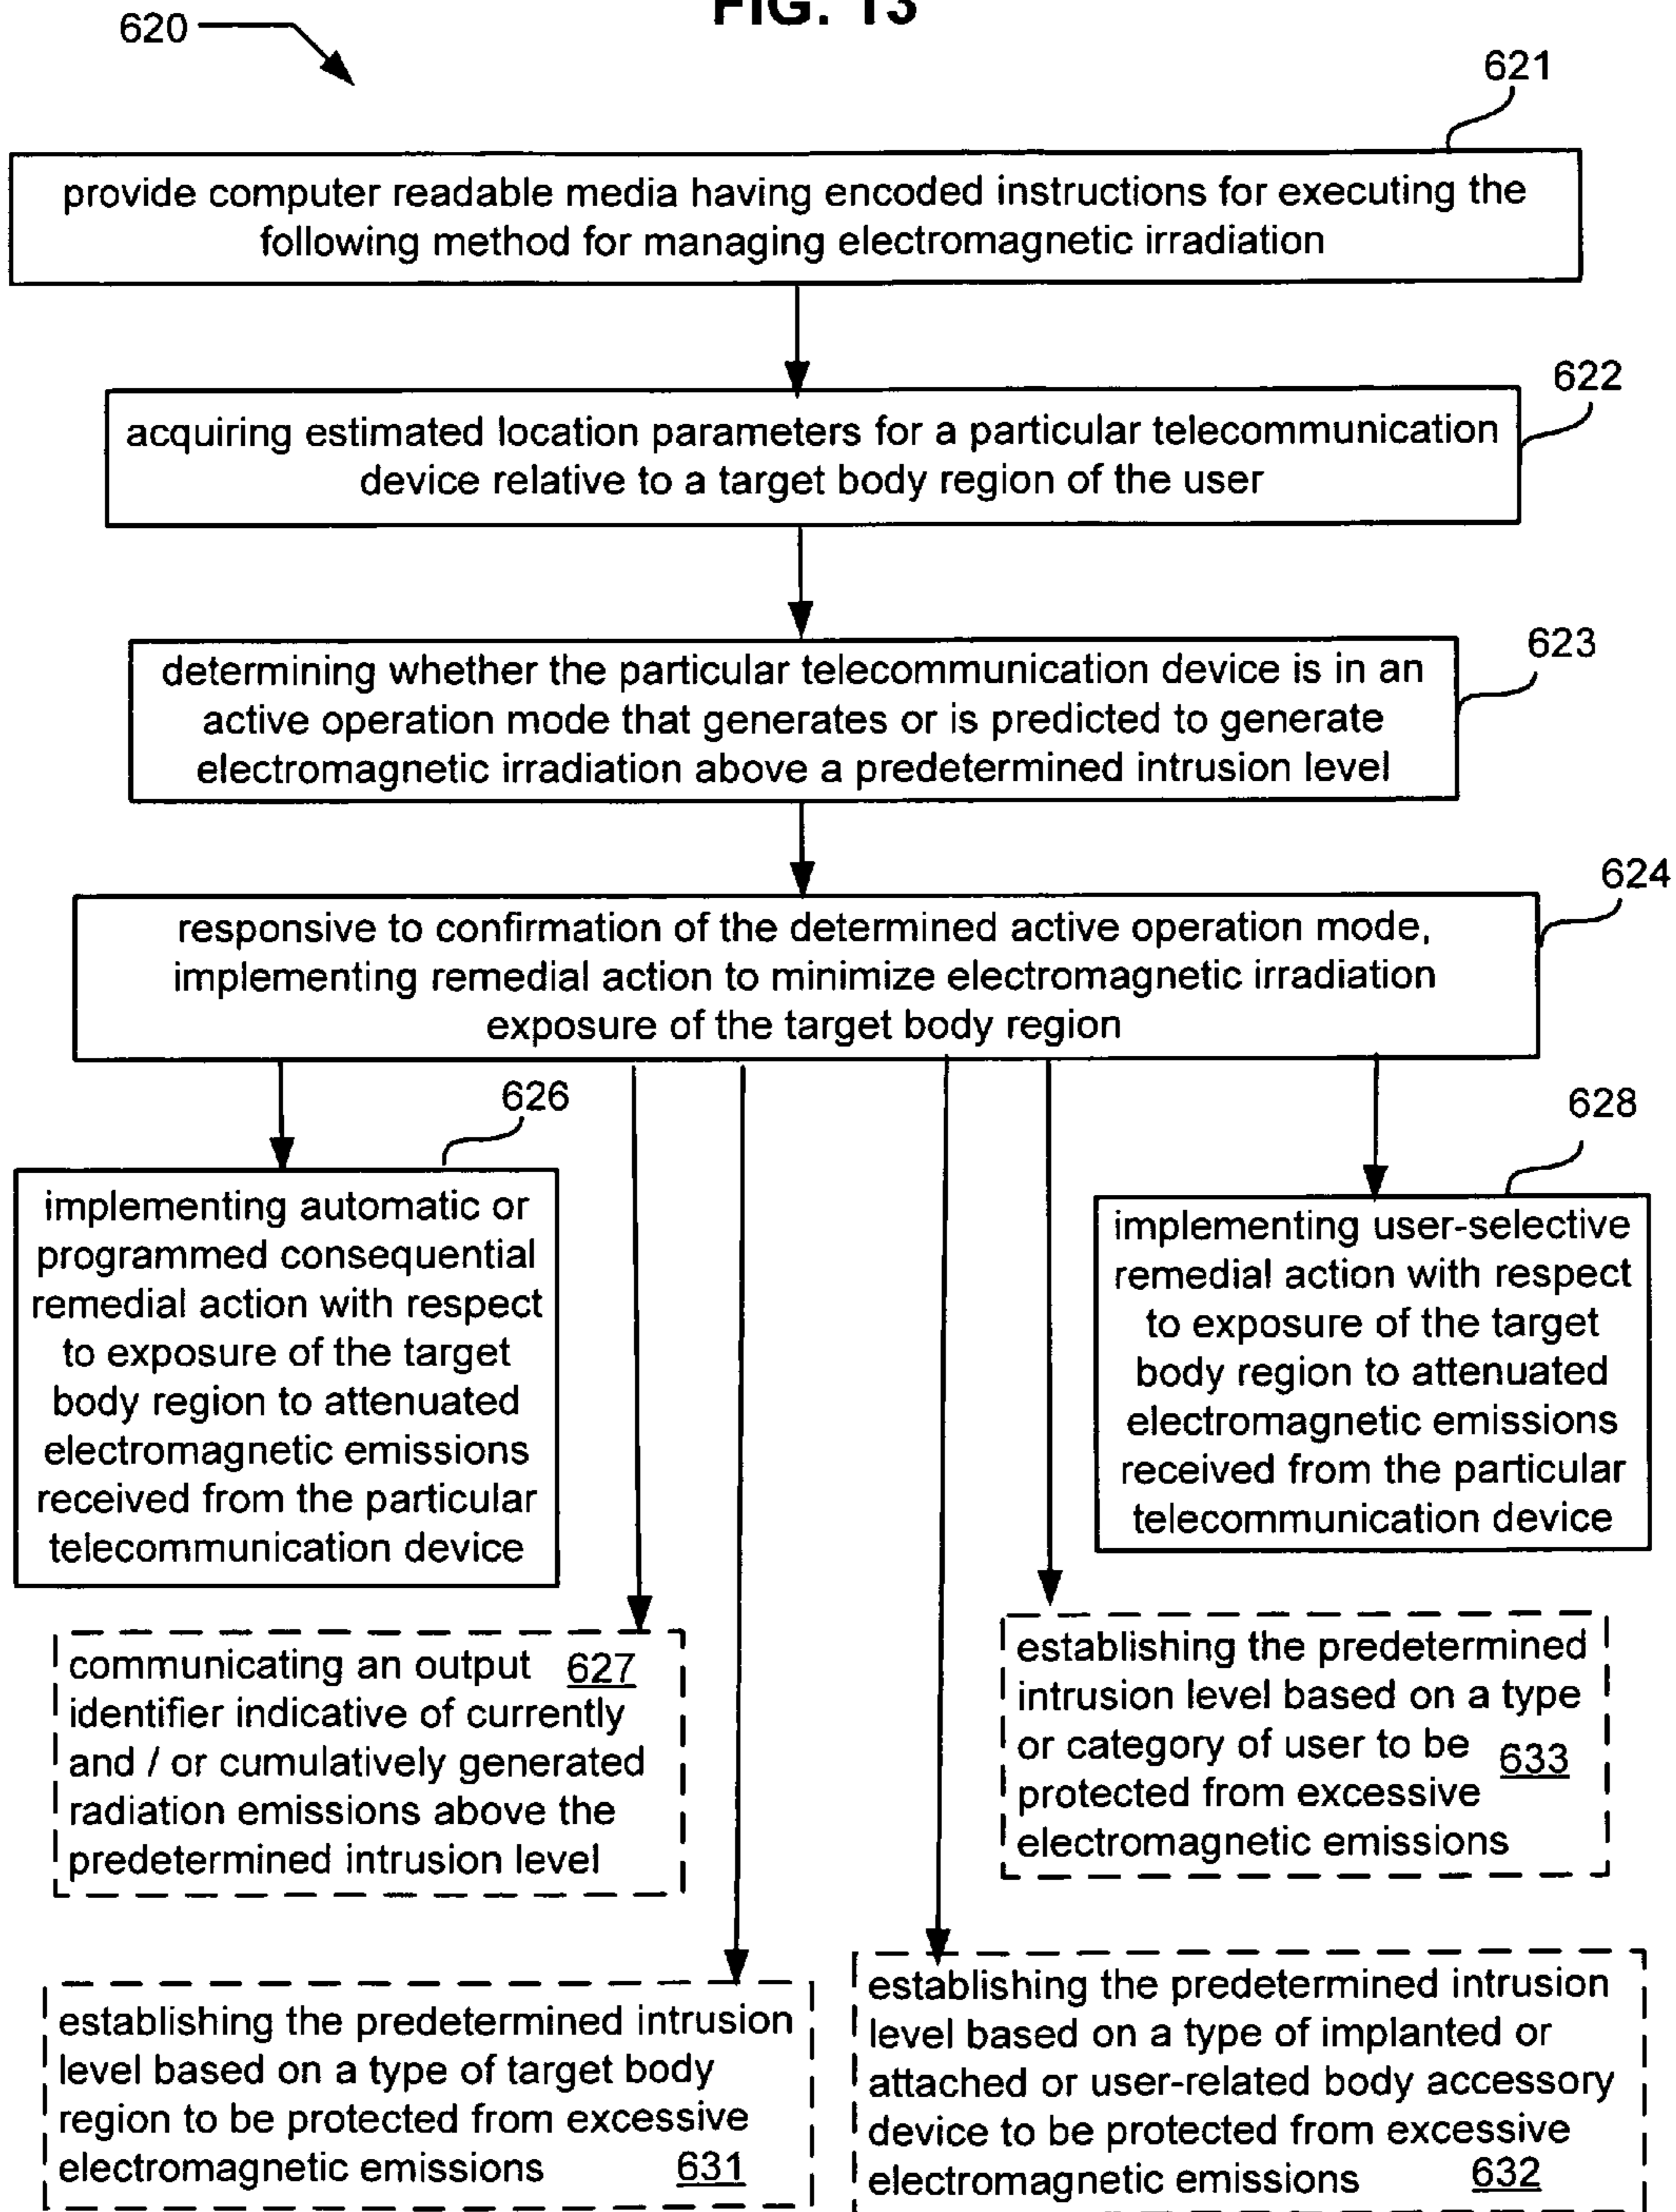 FIG. 13
620
621
provide computer readable media having encoded instructions for executing the
following method for managing electromagnetic irradiation
622
acquiring estimated location parameters for a particular telecommunication
device relative to a target body region of the user
623
determining whether the particular telecommunication device is in an
active operation mode that generates or is predicted to generate
electromagnetic irradiation above a predetermined intrusion level
624
responsive to confirmation of the determined active operation mode,
implementing remedial action to minimize electromagnetic irradiation
exposure of the target body region
626
implementing automatic or
programmed consequential
remedial action with respect
to exposure of the target
body region to attenuated
electromagnetic emissions
received from the particular
telecommunication device
628
implementing user-selective
remedial action with respect
to exposure of the target
body region to attenuated
electromagnetic emissions
received from the particular
telecommunication device
communicating an output 627
identifier indicative of currently
and / or cumulatively generated
radiation emissions above the
predetermined intrusion level
establishing the predetermined
intrusion level based on a type
or category of user to be 633
protected from excessive
electromagnetic emissions
establishing the predetermined intrusion
level based on a type of target body
region to be protected from excessive
electromagnetic emissions 631
establishing the predetermined intrusion
level based on a type of implanted or
attached or user-related body accessory
device to be protected from excessive
electromagnetic emissions 632